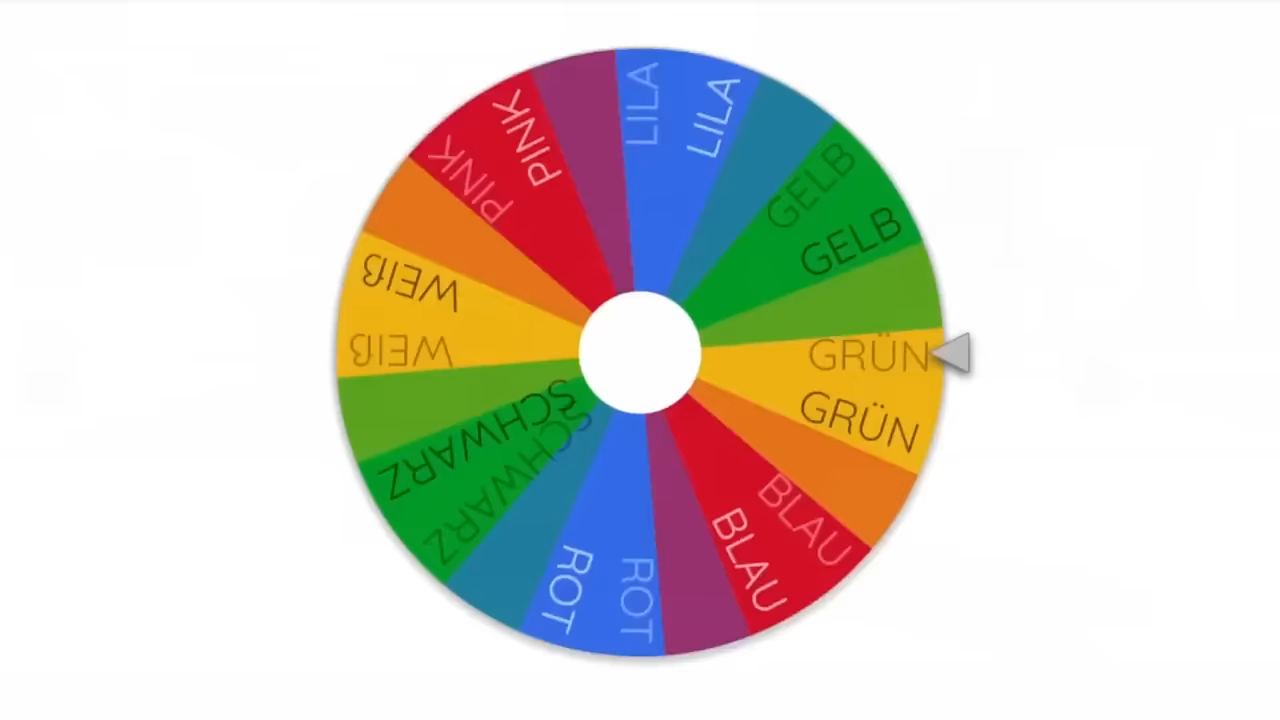 LILA
LILA
GELB
GELB
GRÜN
GRÜN
BLAU
BLAU
ROT
ROT
SCHWARZ
SCHWARZ
WEIß
WEIß
PINK
PINK